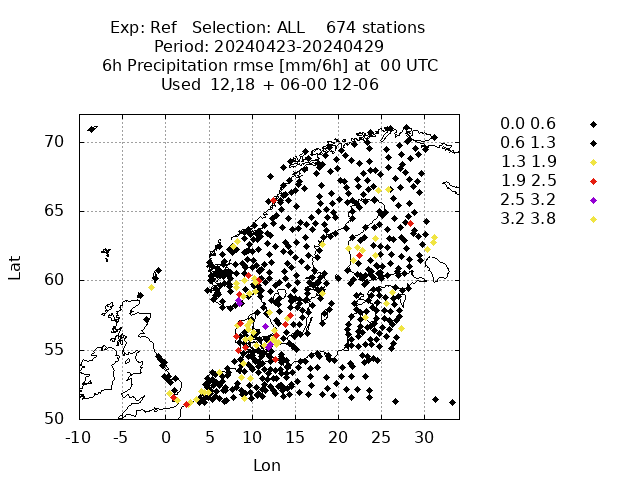 Exp: Ref   Selection: ALL    674 stations
Period: 20240423-20240429
6h Precipitation rmse [mm/6h] at  00 UTC
Used  12,18 + 06-00 12-06
0.0 0.6
0.6 1.3
1.3 1.9
1.9 2.5
2.5 3.2
3.2 3.8
70
65
60
55
50
Lat
-10 -5 0 5 10 15 20 25 30
Lon